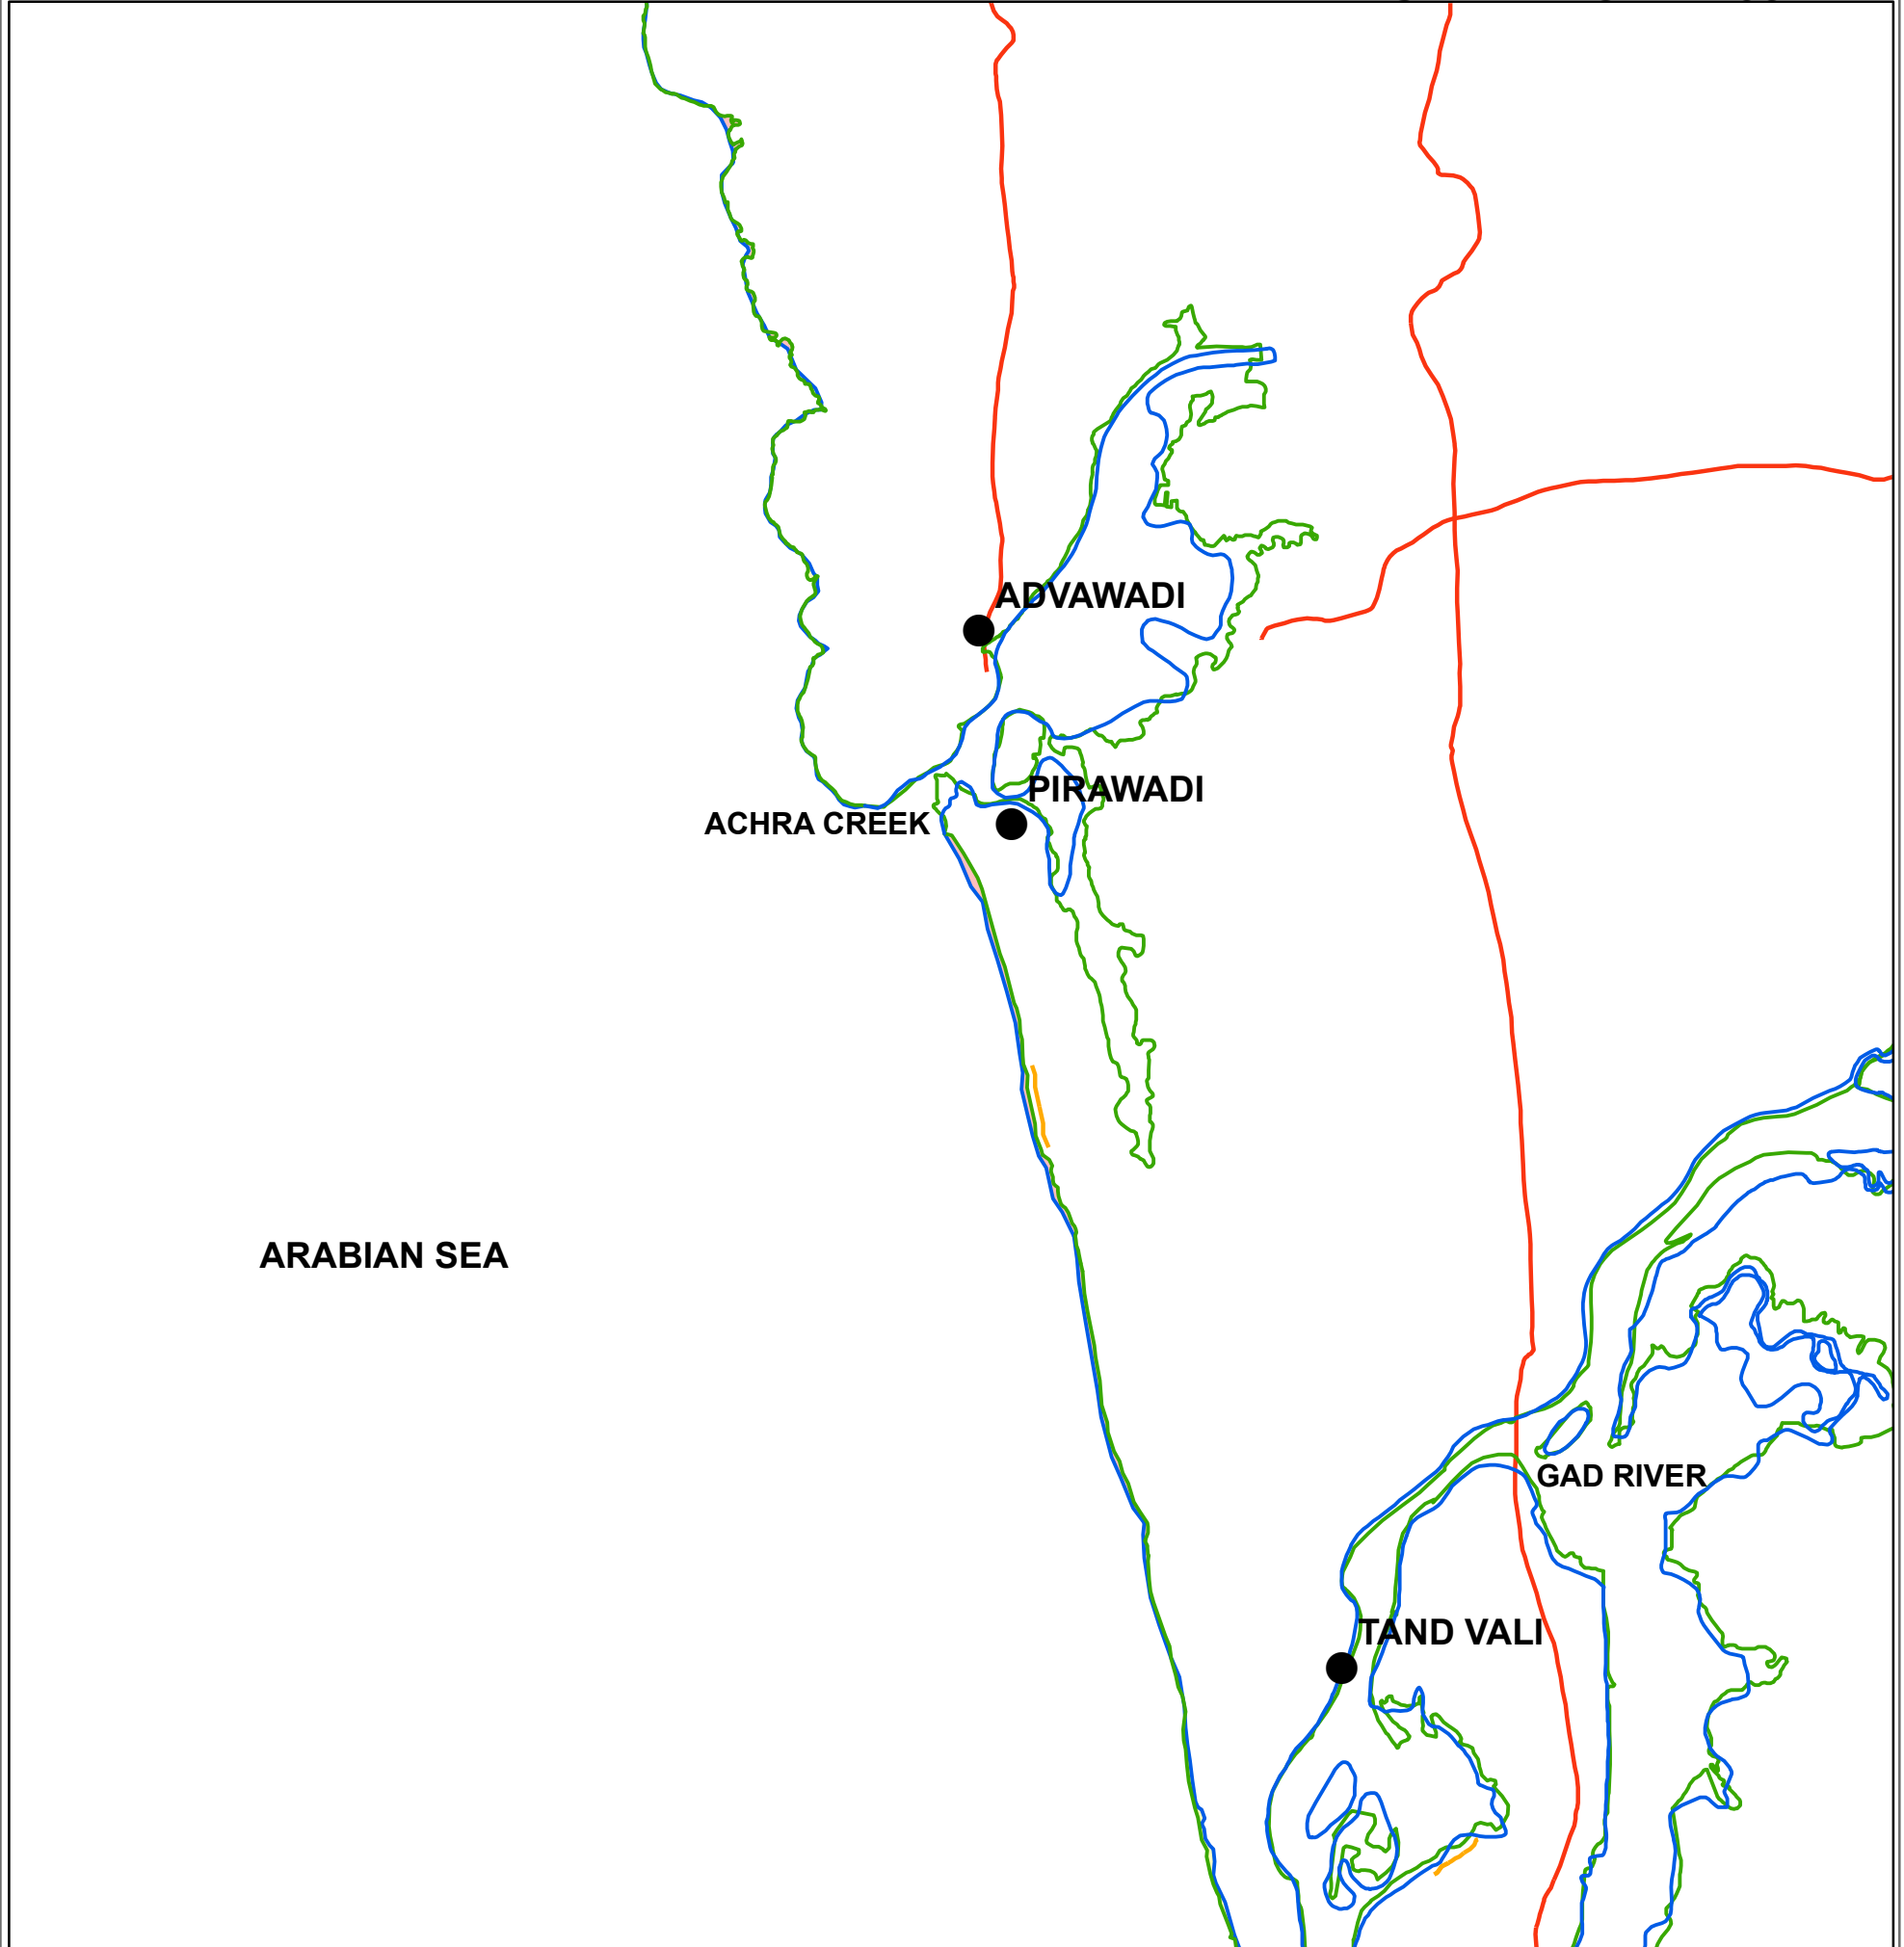 ADVAWADI
PIRAWADI
ACHRA CREEK
ARABIAN SEA
GAD RIVER
TAND VALI